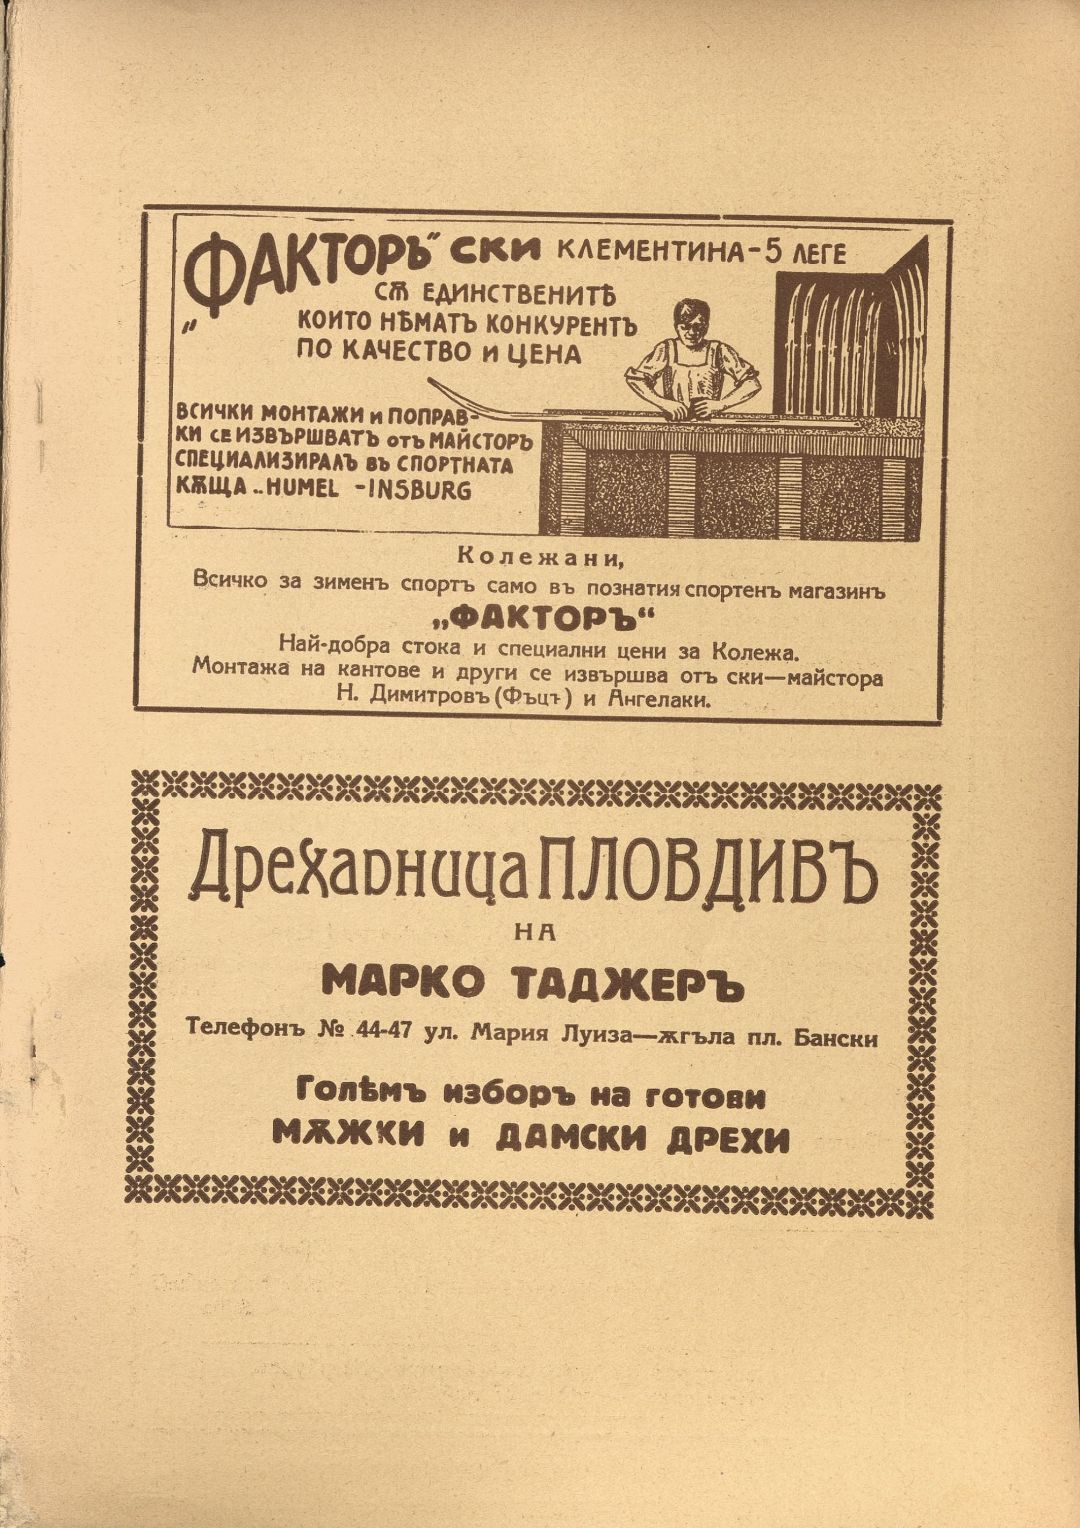 „ФАКТОРЪ“ СКИ КЛЕМЕНТИНА-5 ЛЕГЕ
СѪ ЕДИНСТВЕНИТѢ
КОИТО НѢМАТЪ КОНКУРЕНТЪ
ПО КАЧЕСТВО И ЦЕНА
ВСИЧКИ МОНТАЖИ И ПОПРАВ-
КИ СЕ ИЗВЪРШВАТЪ ОТЪ МАЙСТОРЪ
СПЕЦИАЛИЗИРАЛЪ ВЪ СПОРТНАТА
КѪЩА „HUMEL -INSBURG
Колежани,
Всичко за зименъ спортъ само въ познатия спортенъ магазинъ
„ФАКТОРЪ“
Най-добра стока и специални цени за Колежа.
Монтажа на кантове и други се извършва отъ ски—майстора
Н. Димитровъ (Фъцъ) и Ангелаки.
Дрехарница ПЛОВДИВЪ
НА
МАРКО ТАДЖЕРЪ
Телефонъ № 44-47 ул. Мария Луиза—ѫгъла пл. Бански
Големъ изборъ на готови
МѪЖКИ и ДАМСКИ ДРЕХИ